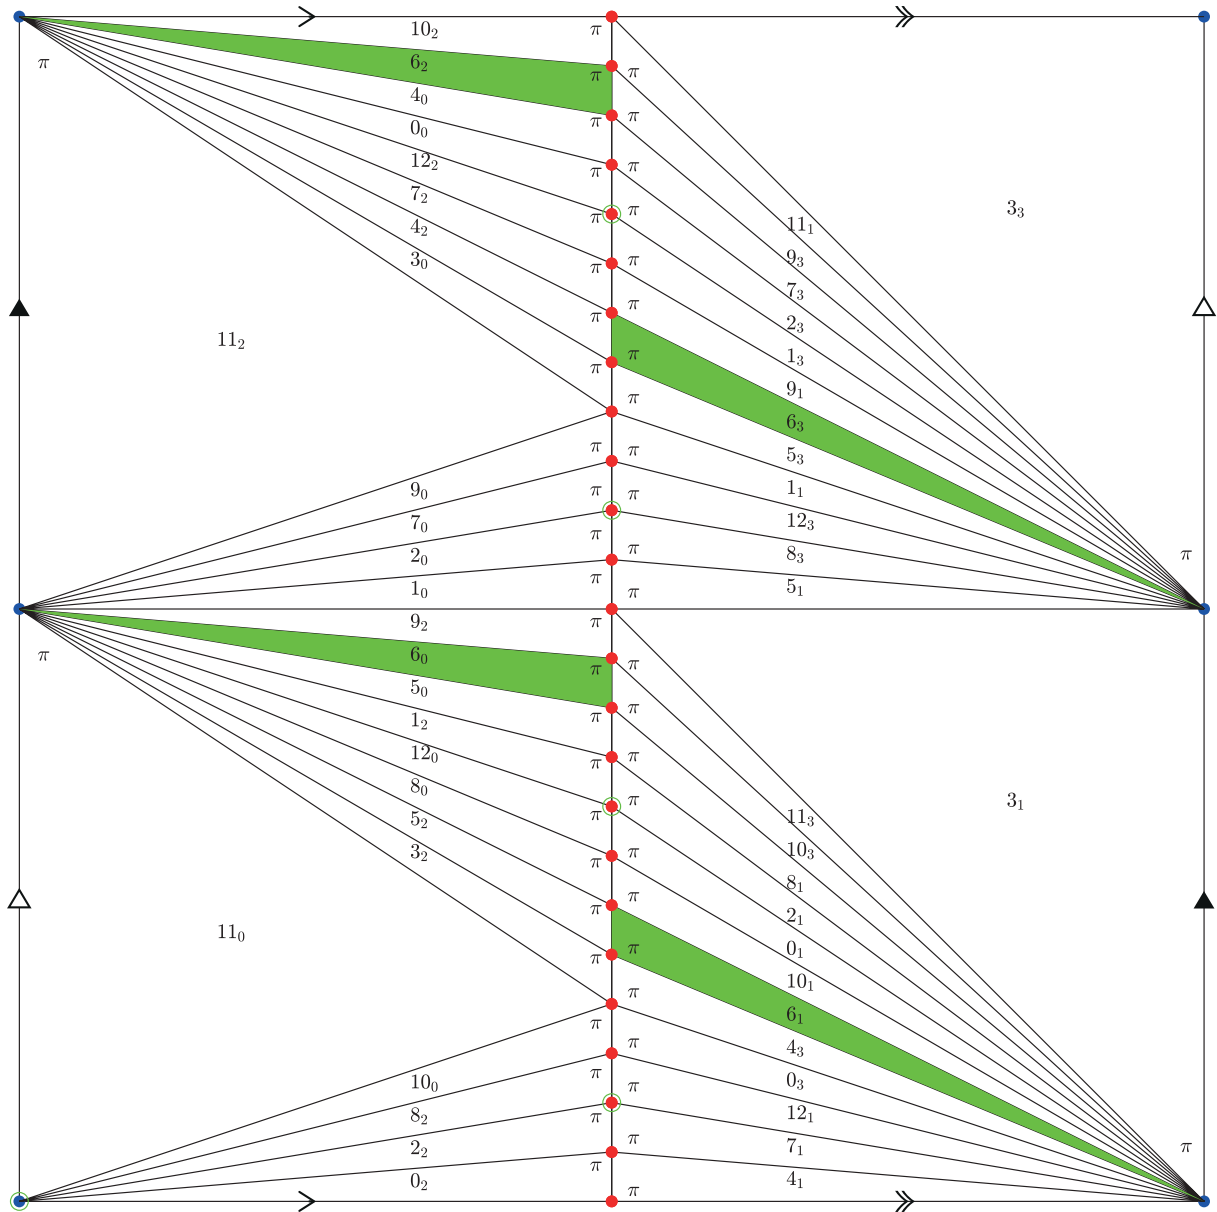 10₂
π
6₂
π
π π
4₀
π π
0₀
12₂
π π
7₂
3₃
π π
4₂
11₁
3₀
9₃
π π
7₃
π π
2₃
11₂
1₃
π π
9₁
π
6₃
π
5₃
9₀
π π
1₁
7₀
π π
12₃
2₀
π π
8₃
π
1₀
π π
5₁
9₂
π
6₀
π
π π
5₀
π π
1₂
12₀
π π
8₀
3₁
π π
5₂
11₃
3₂
10₃
π π
8₁
π π
2₁
11₀
0₁
π π
10₁
π
6₁
π
4₃
10₀
π π
0₃
8₂
π π
12₁
2₂
π π
7₁
π
0₂
π π
4₁